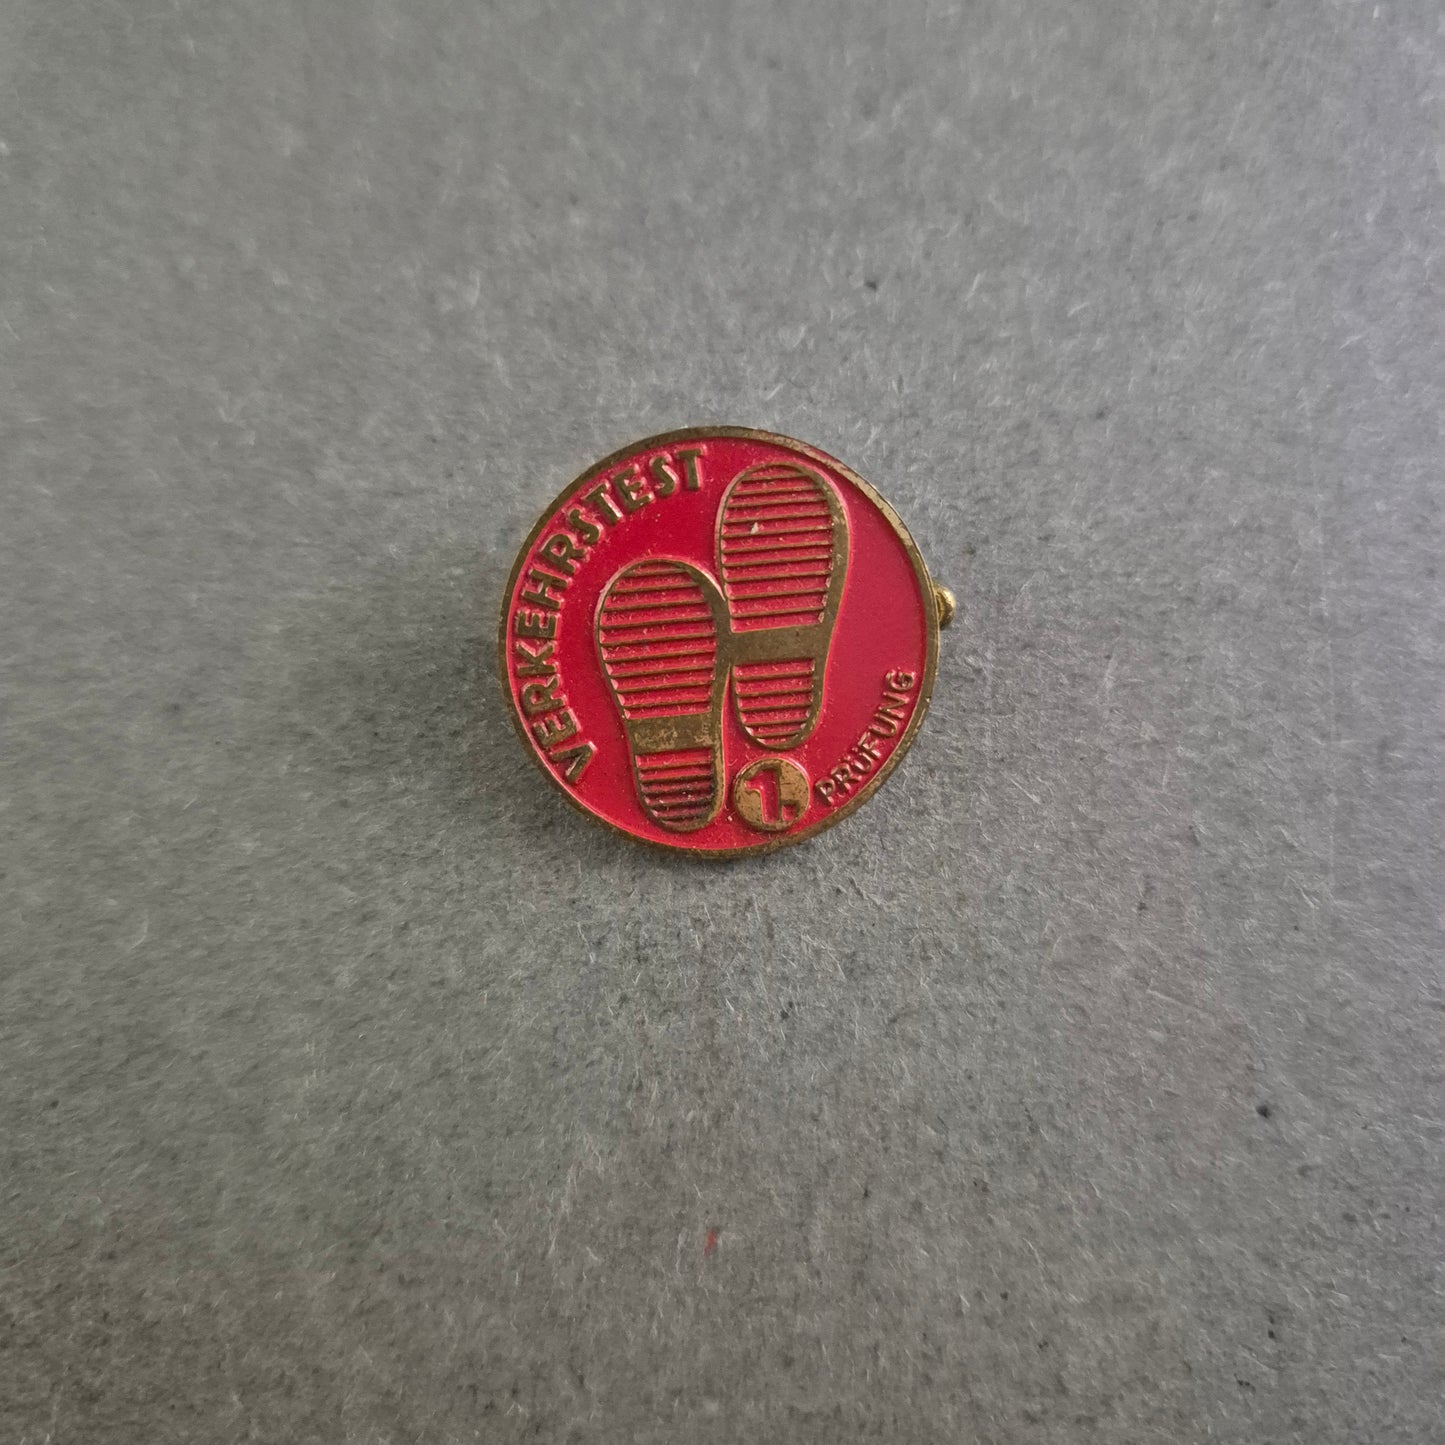 VERKEHRSTEST
1.
PRÜFUNG